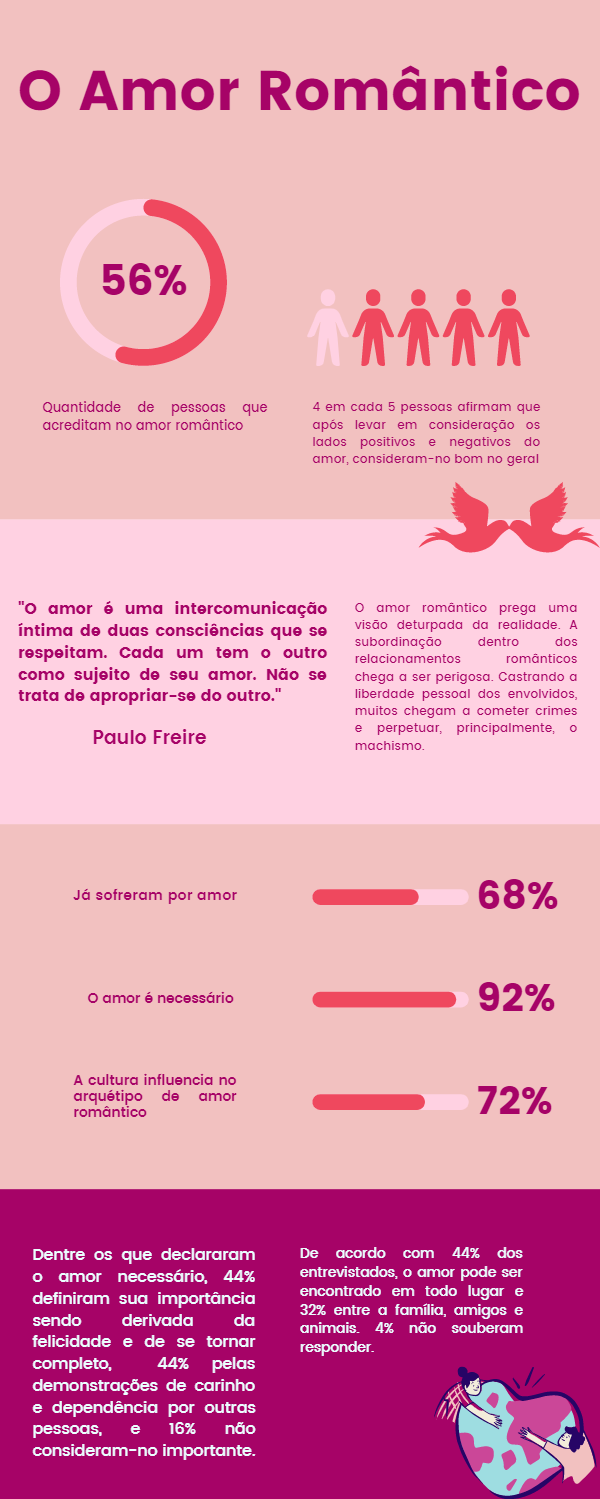 O Amor Romântico
56%
Quantidade de pessoas que
acreditam no amor romântico
4 em cada 5 pessoas afirmam que
após levar em consideração os
lados positivos e negativos do
amor, consideram-no bom no geral
"O amor é uma intercomunicação
íntima de duas consciências que se
respeitam. Cada um tem o outro
como sujeito de seu amor. Não se
trata de apropriar-se do outro."
Paulo Freire
O amor romântico prega uma
visão deturpada da realidade. A
subordinação dentro dos
relacionamentos românticos
chega a ser perigosa. Castrando a
liberdade pessoal dos envolvidos,
muitos chegam a cometer crimes
e perpetuar, principalmente, o
machismo.
Já sofreram por amor
68%
O amor é necessário
92%
A cultura influencia no
arquétipo de amor
romântico
72%
Dentre os que declararam
o amor necessário, 44%
definiram sua importância
sendo derivada da
felicidade e de se tornar
completo, 44% pelas
demonstrações de carinho
e dependência por outras
pessoas, e 16% não
consideram-no importante.
De acordo com 44% dos
entrevistados, o amor pode ser
encontrado em todo lugar e
32% entre a família, amigos e
animais. 4% não souberam
responder.